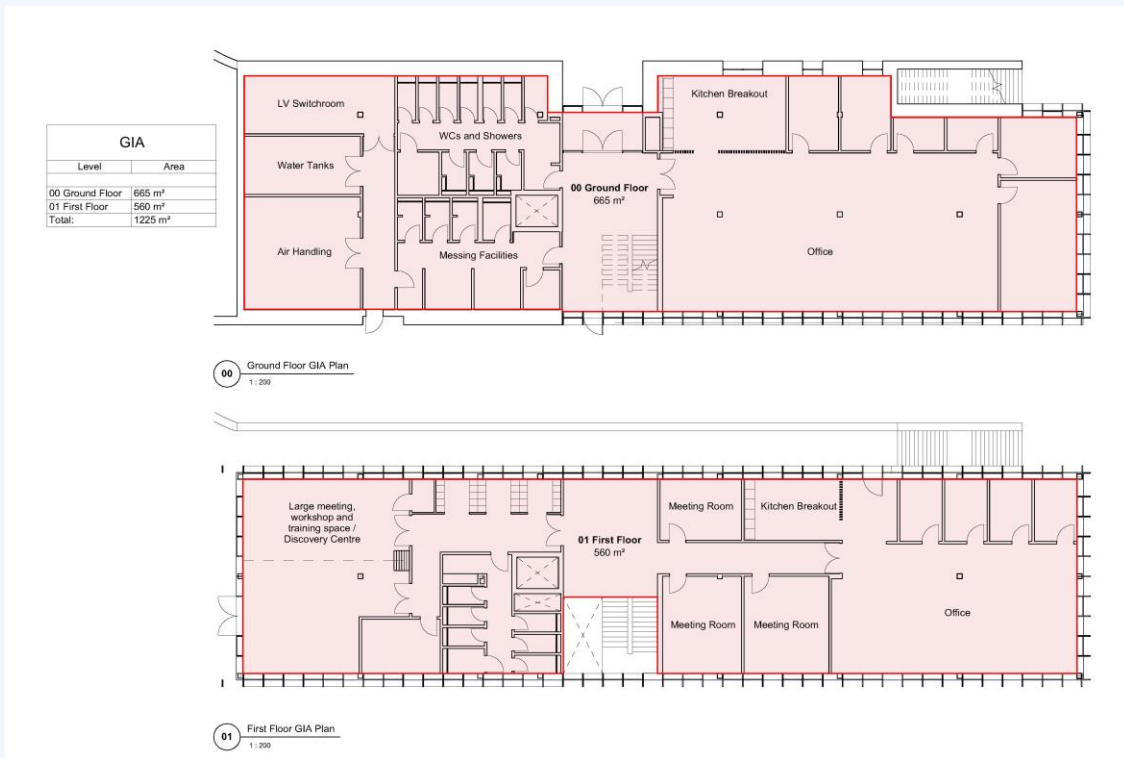 GIA
Level Area
00 Ground Floor 665 m²
01 First Floor 560 m²
Total: 1225 m²
LV Switchroom
WCs and Showers
Water Tanks
Air Handling
Messing Facilities
00 Ground Floor
665 m²
Kitchen Breakout
Office
00 Ground Floor GIA Plan
1 : 200
Large meeting,
workshop and
training space /
Discovery Centre
01 First Floor
560 m²
Meeting Room
Kitchen Breakout
Meeting Room
Meeting Room
Office
01 First Floor GIA Plan
1 : 200